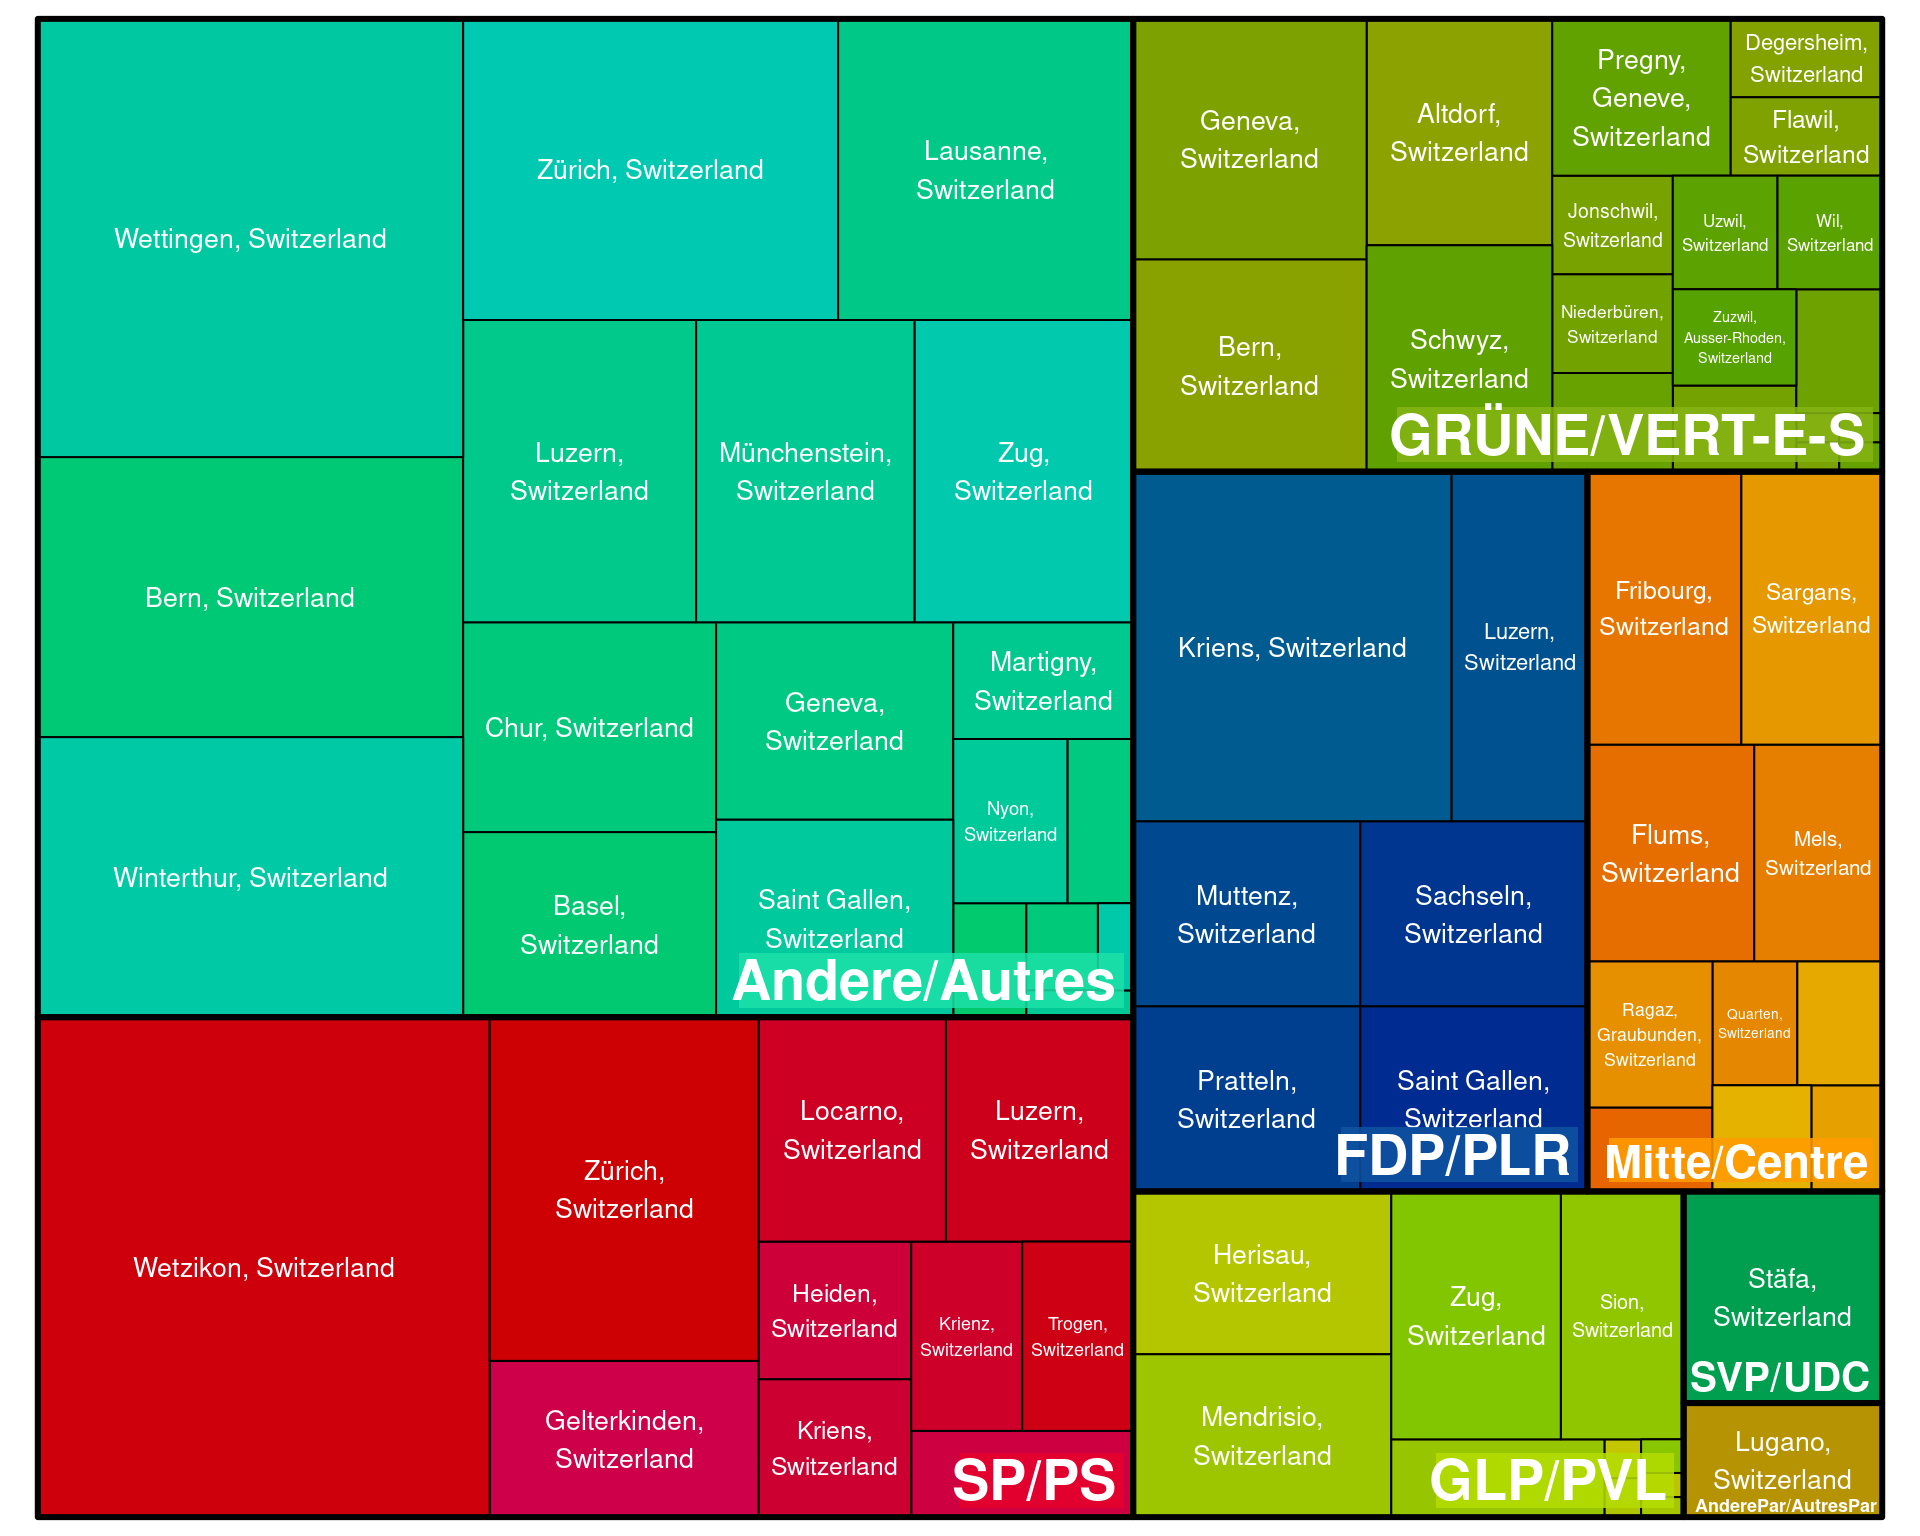 Wettingen, Switzerland
Zürich, Switzerland
Lausanne,
Switzerland
Bern, Switzerland
Luzern,
Switzerland
Münchenstein,
Switzerland
Zug,
Switzerland
Winterthur, Switzerland
Chur, Switzerland
Geneva,
Switzerland
Martigny,
Switzerland
Nyon,
Switzerland
Basel,
Switzerland
Saint Gallen,
Switzerland
Andere/Autres
Wetzikon, Switzerland
Zürich,
Switzerland
Locarno,
Switzerland
Luzern,
Switzerland
Heiden,
Switzerland
Krienz,
Switzerland
Trogen,
Switzerland
Gelterkinden,
Switzerland
Kriens,
Switzerland
SP/PS
Geneva,
Switzerland
Altdorf,
Switzerland
Pregny,
Geneve,
Switzerland
Degersheim,
Switzerland
Flawil,
Switzerland
Jonschwil,
Switzerland
Uzwil,
Switzerland
Wil,
Switzerland
Bern,
Switzerland
Schwyz,
Switzerland
Niederbüren,
Switzerland
Zuzwil,
Ausser-Rhoden,
Switzerland
GRÜNE/VERT-E-S
Kriens, Switzerland
Luzern,
Switzerland
Muttenz,
Switzerland
Sachseln,
Switzerland
Pratteln,
Switzerland
Saint Gallen,
Switzerland
FDP/PLR
Fribourg,
Switzerland
Sargans,
Switzerland
Flums,
Switzerland
Mels,
Switzerland
Ragaz,
Graubunden,
Switzerland
Quarten,
Switzerland
Mitte/Centre
Herisau,
Switzerland
Zug,
Switzerland
Sion,
Switzerland
Mendrisio,
Switzerland
GLP/PVL
Stäfa,
Switzerland
SVP/UDC
Lugano,
Switzerland
AnderePar/AutresPar